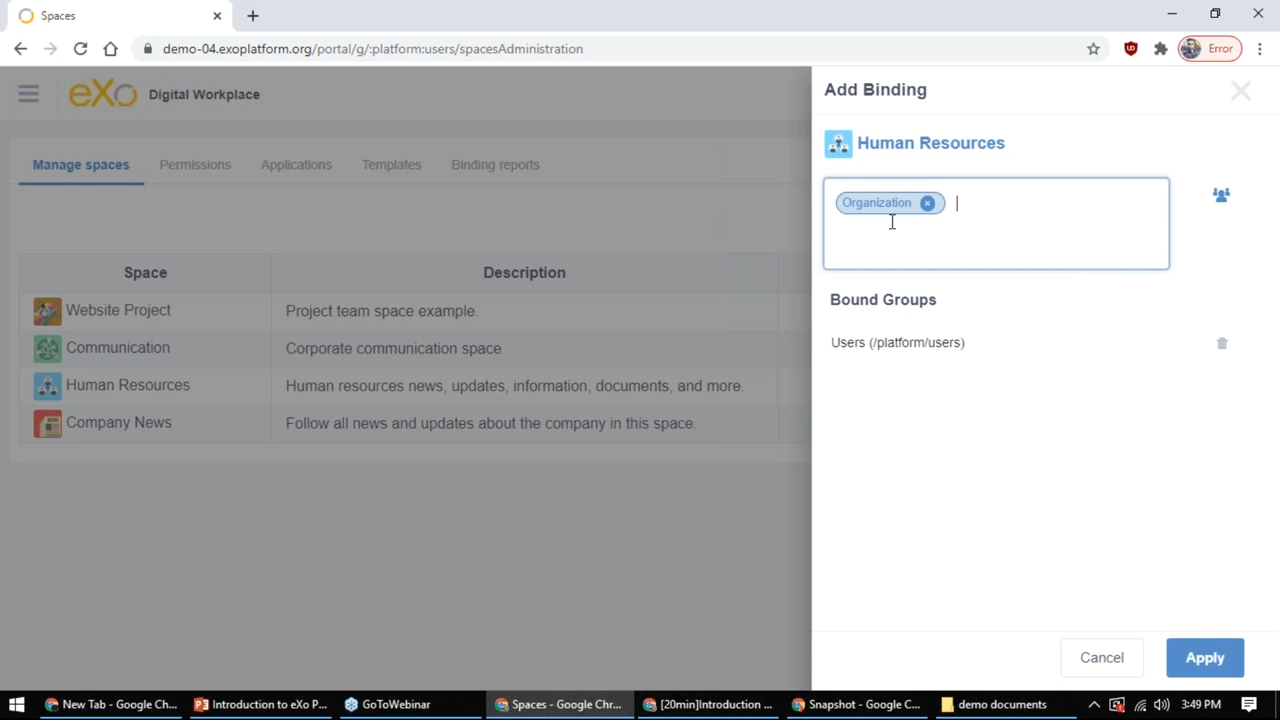 Spaces
demo-04.exoplatform.org/portal/g/:platform:users/spacesAdministration
Error
eXo Digital Workplace
Add Binding
Human Resources
Organization
Manage spaces Permissions Applications Templates Binding reports
Space Description
Website Project Project team space example.
Communication Corporate communication space
Human Resources Human resources news, updates, information, documents, and more.
Company News Follow all news and updates about the company in this space.
Bound Groups
Users (/platform/users)
Cancel Apply
New Tab - Google Ch... Introduction to eXo P... GoToWebinar Spaces - Google Chr... [20min]Introduction ... Snapshot - Google C... demo documents 3:49 PM